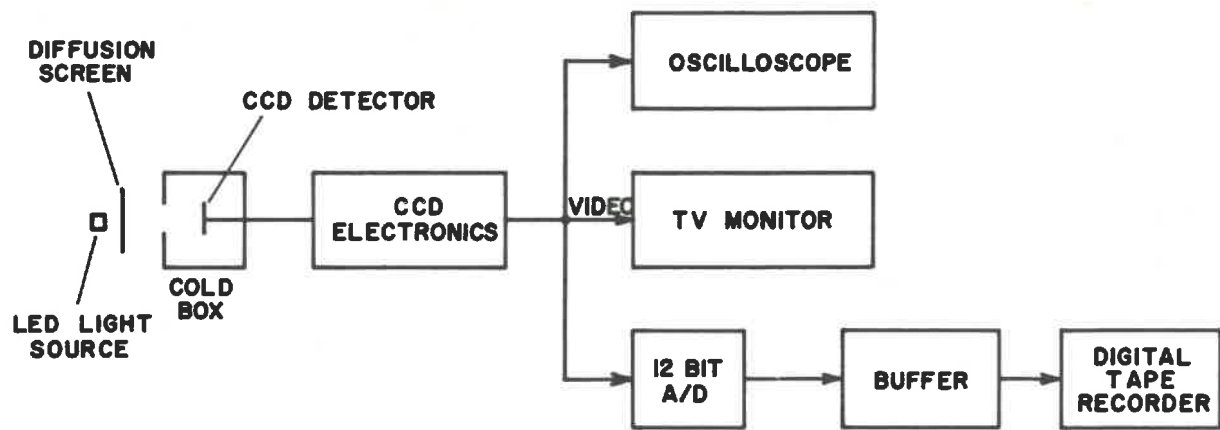 DIFFUSION
SCREEN
CCD DETECTOR
OSCILLOSCOPE
CCD
ELECTRONICS
VIDEO
TV MONITOR
COLD
BOX
LED LIGHT
SOURCE
12 BIT
A/D
BUFFER
DIGITAL
TAPE
RECORDER